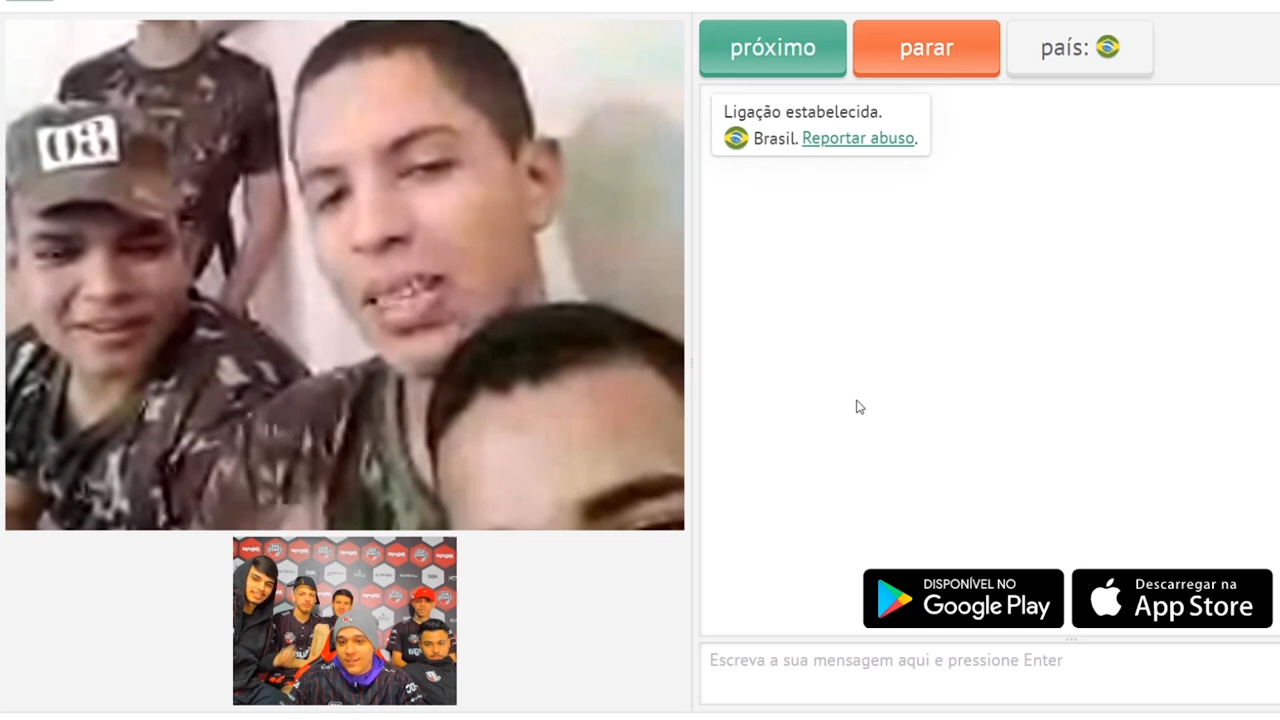 03
próximo
parar
país:
Ligação estabelecida.
Brasil. Reportar abuso.
DISPONÍVEL NO
Google Play
Descarregar na
App Store
Escreva a sua mensagem aqui e pressione Enter